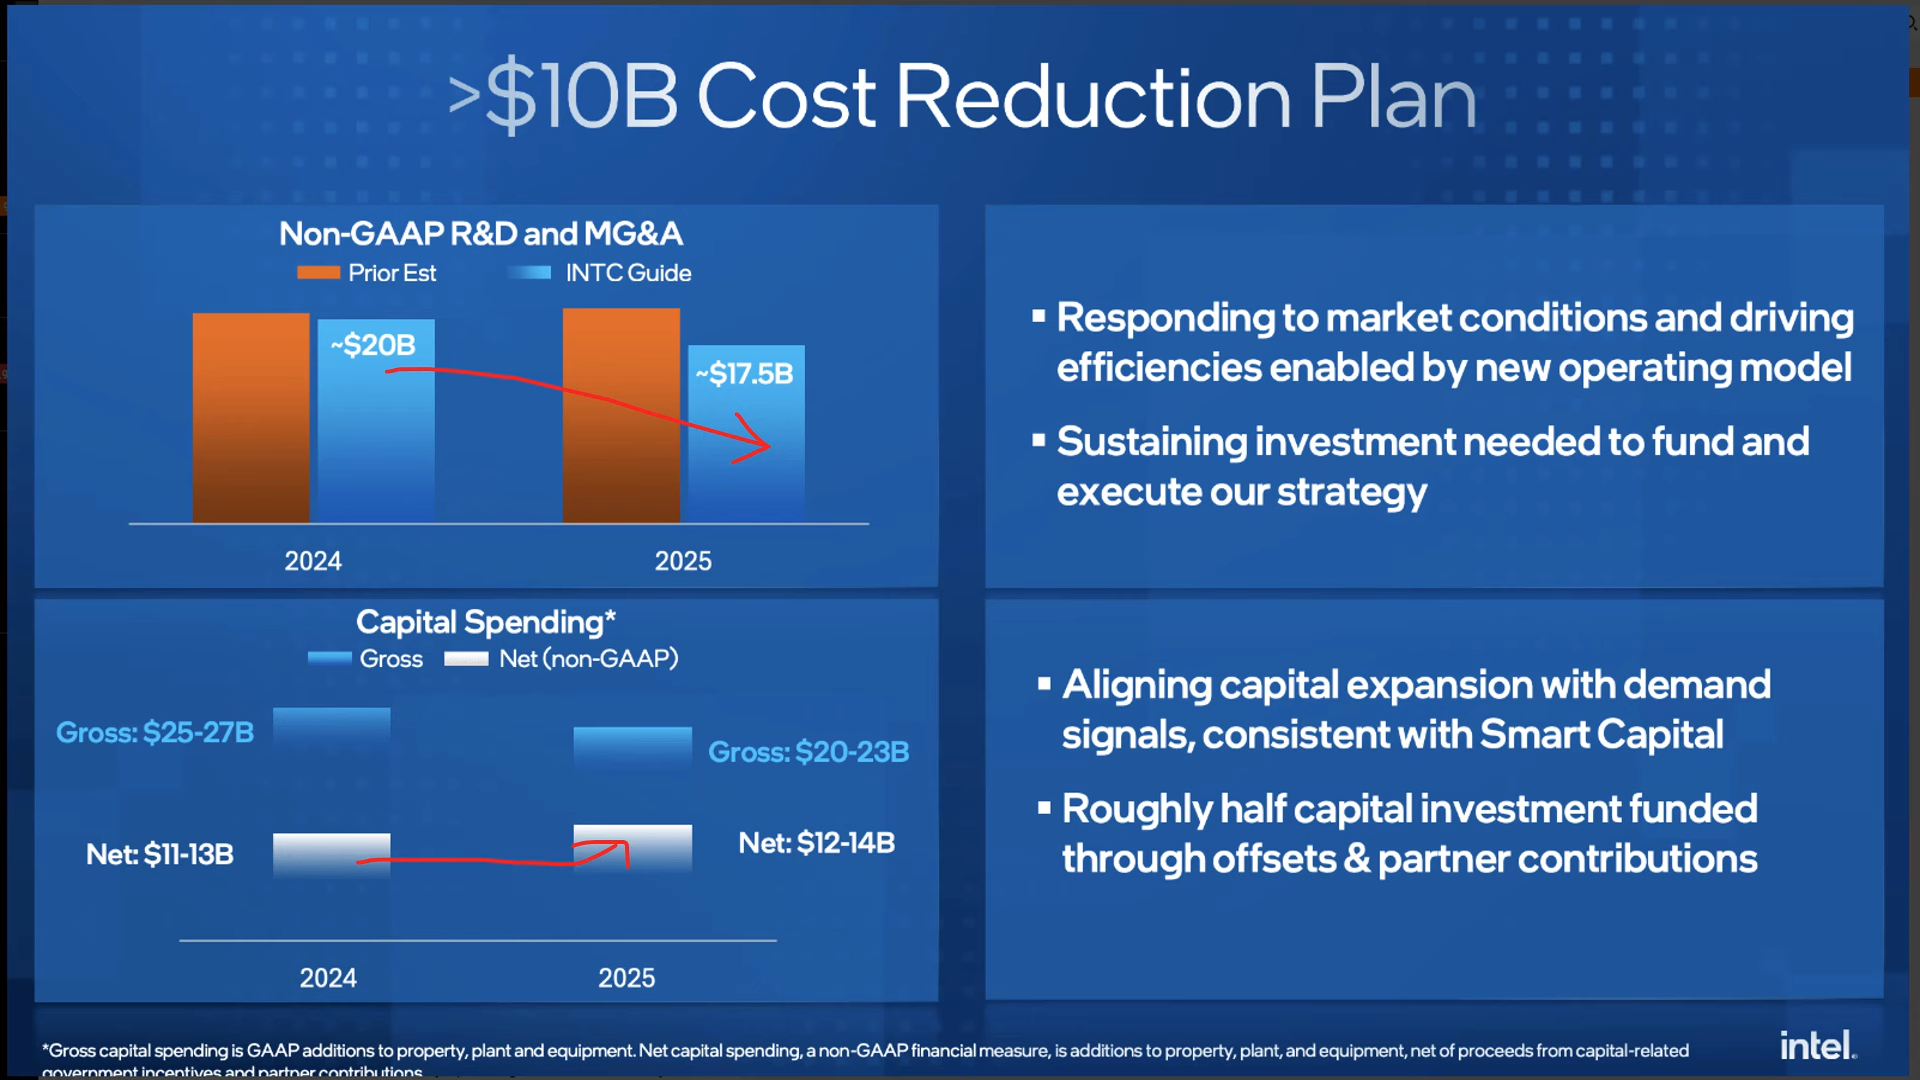 >$10B Cost Reduction Plan
Non-GAAP R&D and MG&A
Prior Est INTC Guide
~$20B
~$17.5B
2024 2025
▪ Responding to market conditions and driving
efficiencies enabled by new operating model
▪ Sustaining investment needed to fund and
execute our strategy
Capital Spending*
Gross Net (non-GAAP)
Gross: $25-27B
Gross: $20-23B
Net: $11-13B
Net: $12-14B
2024 2025
▪ Aligning capital expansion with demand
signals, consistent with Smart Capital
▪ Roughly half capital investment funded
through offsets & partner contributions
*Gross capital spending is GAAP additions to property, plant and equipment. Net capital spending, a non-GAAP financial measure, is additions to property, plant, and equipment, net of proceeds from capital-related
government incentives and partner contributions.
intel.